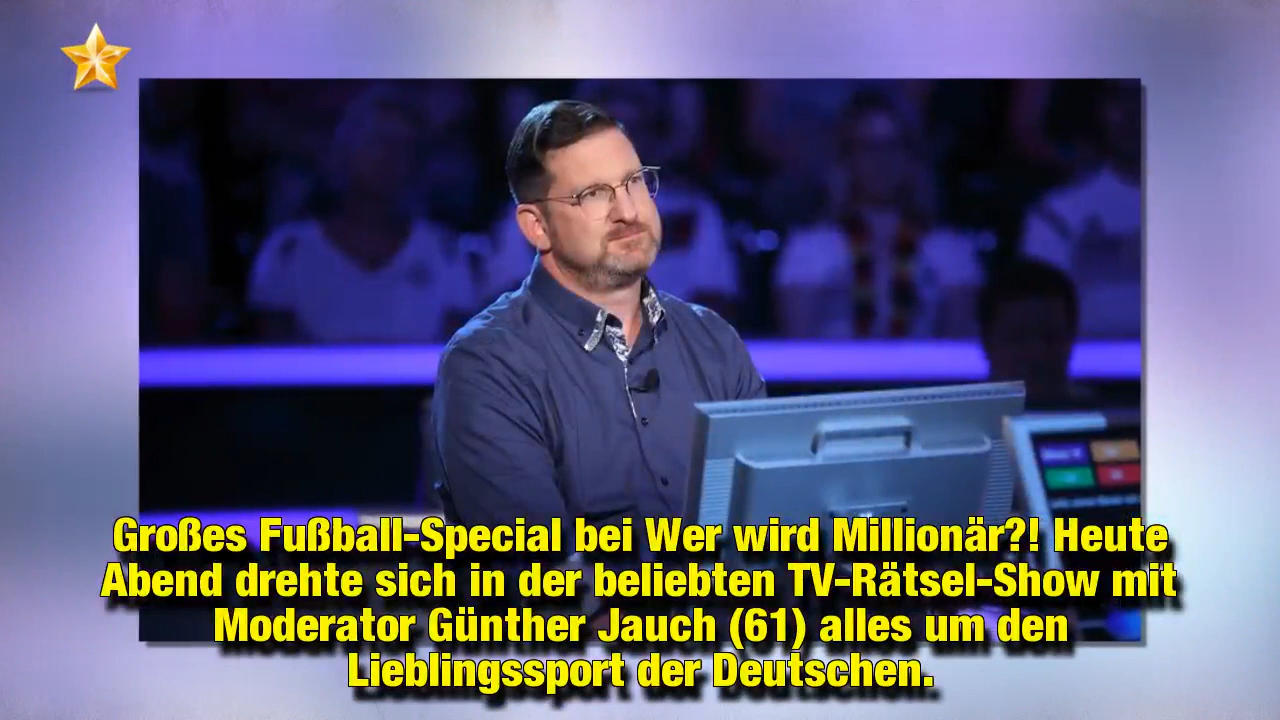 Großes Fußball-Special bei Wer wird Millionär?! Heute
Abend drehte sich in der beliebten TV-Rätsel-Show mit
Moderator Günther Jauch (61) alles um den
Lieblingssport der Deutschen.